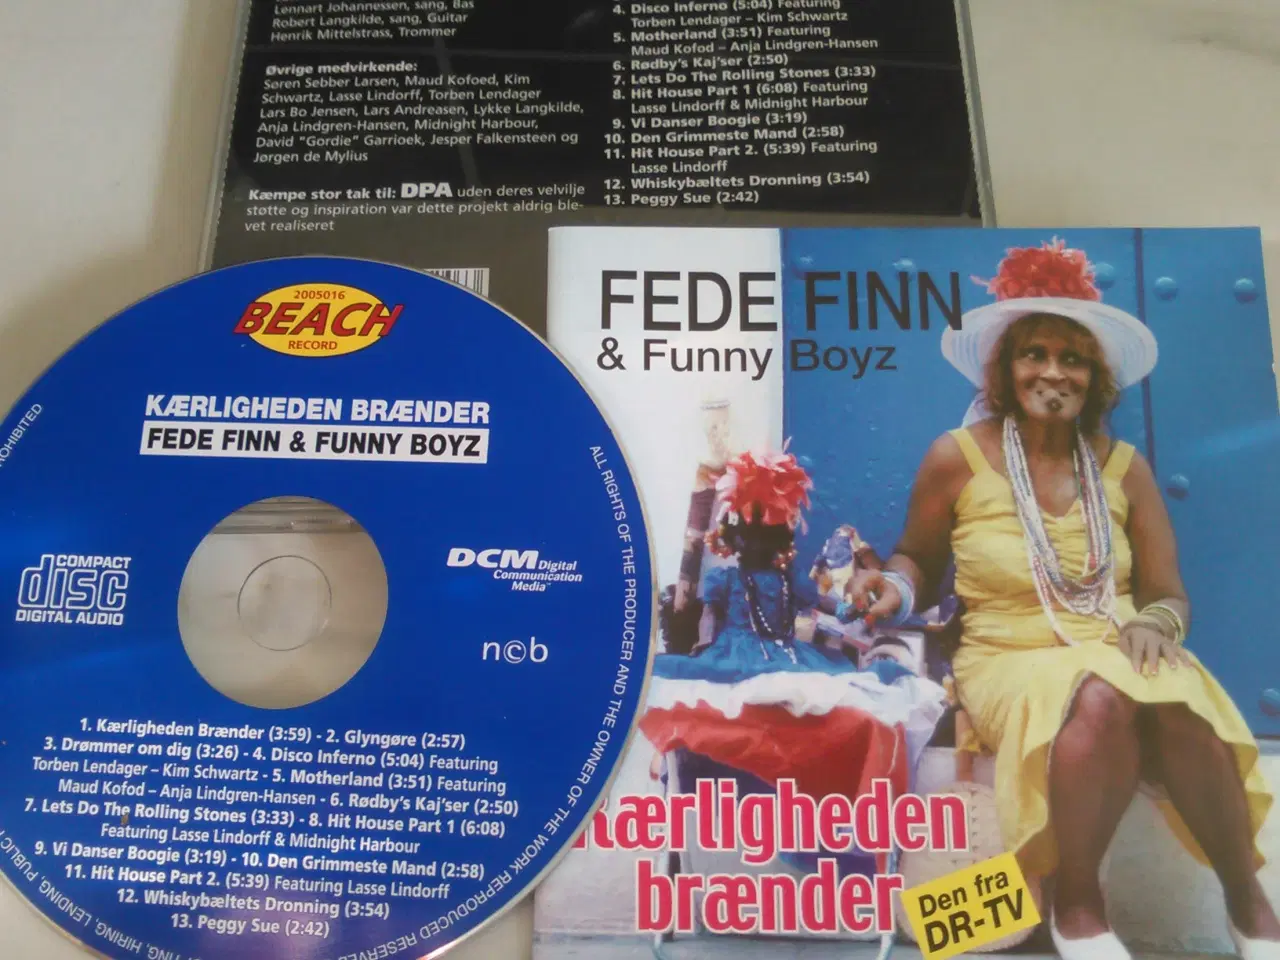 Lennart Johannessen, sang, Bas
Robert Langkilde, sang, Guitar
Henrik Mittelstrass, Trommer
Øvrige medvirkende:
Søren Sebber Larsen, Maud Kofoed, Kim
Schwartz, Lasse Lindorff, Torben Lendager
Lars Bo Jensen, Lars Andreasen, Lykke Langkilde,
Anja Lindgren-Hansen, Midnight Harbour,
David "Gordie" Garrioek, Jesper Falkensteen og
Jørgen de Mylius
Kæmpe stor tak til: DPA uden deres velvilje
støtte og inspiration var dette projekt aldrig ble-
vet realiseret
4. Disco Inferno (5:04) Featuring
Torben Lendager – Kim Schwartz
5. Motherland (3:51) Featuring
Maud Kofod – Anja Lindgren-Hansen
6. Rødby's Kaj'ser (2:50)
7. Lets Do The Rolling Stones (3:33)
8. Hit House Part 1 (6:08) Featuring
Lasse Lindorff & Midnight Harbour
9. Vi Danser Boogie (3:19)
10. Den Grimmeste Mand (2:58)
11. Hit House Part 2. (5:39) Featuring
Lasse Lindorff
12. Whiskybæltets Dronning (3:54)
13. Peggy Sue (2:42)
2005016
BEACH
RECORD
KÆRLIGHEDEN BRÆNDER
FEDE FINN & FUNNY BOYZ
COMPACT
disc
DIGITAL AUDIO
DCM Digital
Communication
Media™
n©b
1. Kærligheden Brænder (3:59) - 2. Glyngøre (2:57)
3. Drømmer om dig (3:26) - 4. Disco Inferno (5:04) Featuring
Torben Lendager – Kim Schwartz - 5. Motherland (3:51) Featuring
Maud Kofod – Anja Lindgren-Hansen - 6. Rødby's Kaj'ser (2:50)
7. Lets Do The Rolling Stones (3:33) - 8. Hit House Part 1 (6:08)
Featuring Lasse Lindorff & Midnight Harbour
9. Vi Danser Boogie (3:19) - 10. Den Grimmeste Mand (2:58)
11. Hit House Part 2. (5:39) Featuring Lasse Lindorff
12. Whiskybæltets Dronning (3:54)
13. Peggy Sue (2:42)
ALL RIGHTS OF THE PRODUCER AND THE OWNER OF THE WORK REPRODUCED RESERVED
HIRING, LENDING, PUBLIC
PROHIBITED
FEDE FINN
& Funny Boyz
Kærligheden
brænder
Den fra
DR-TV